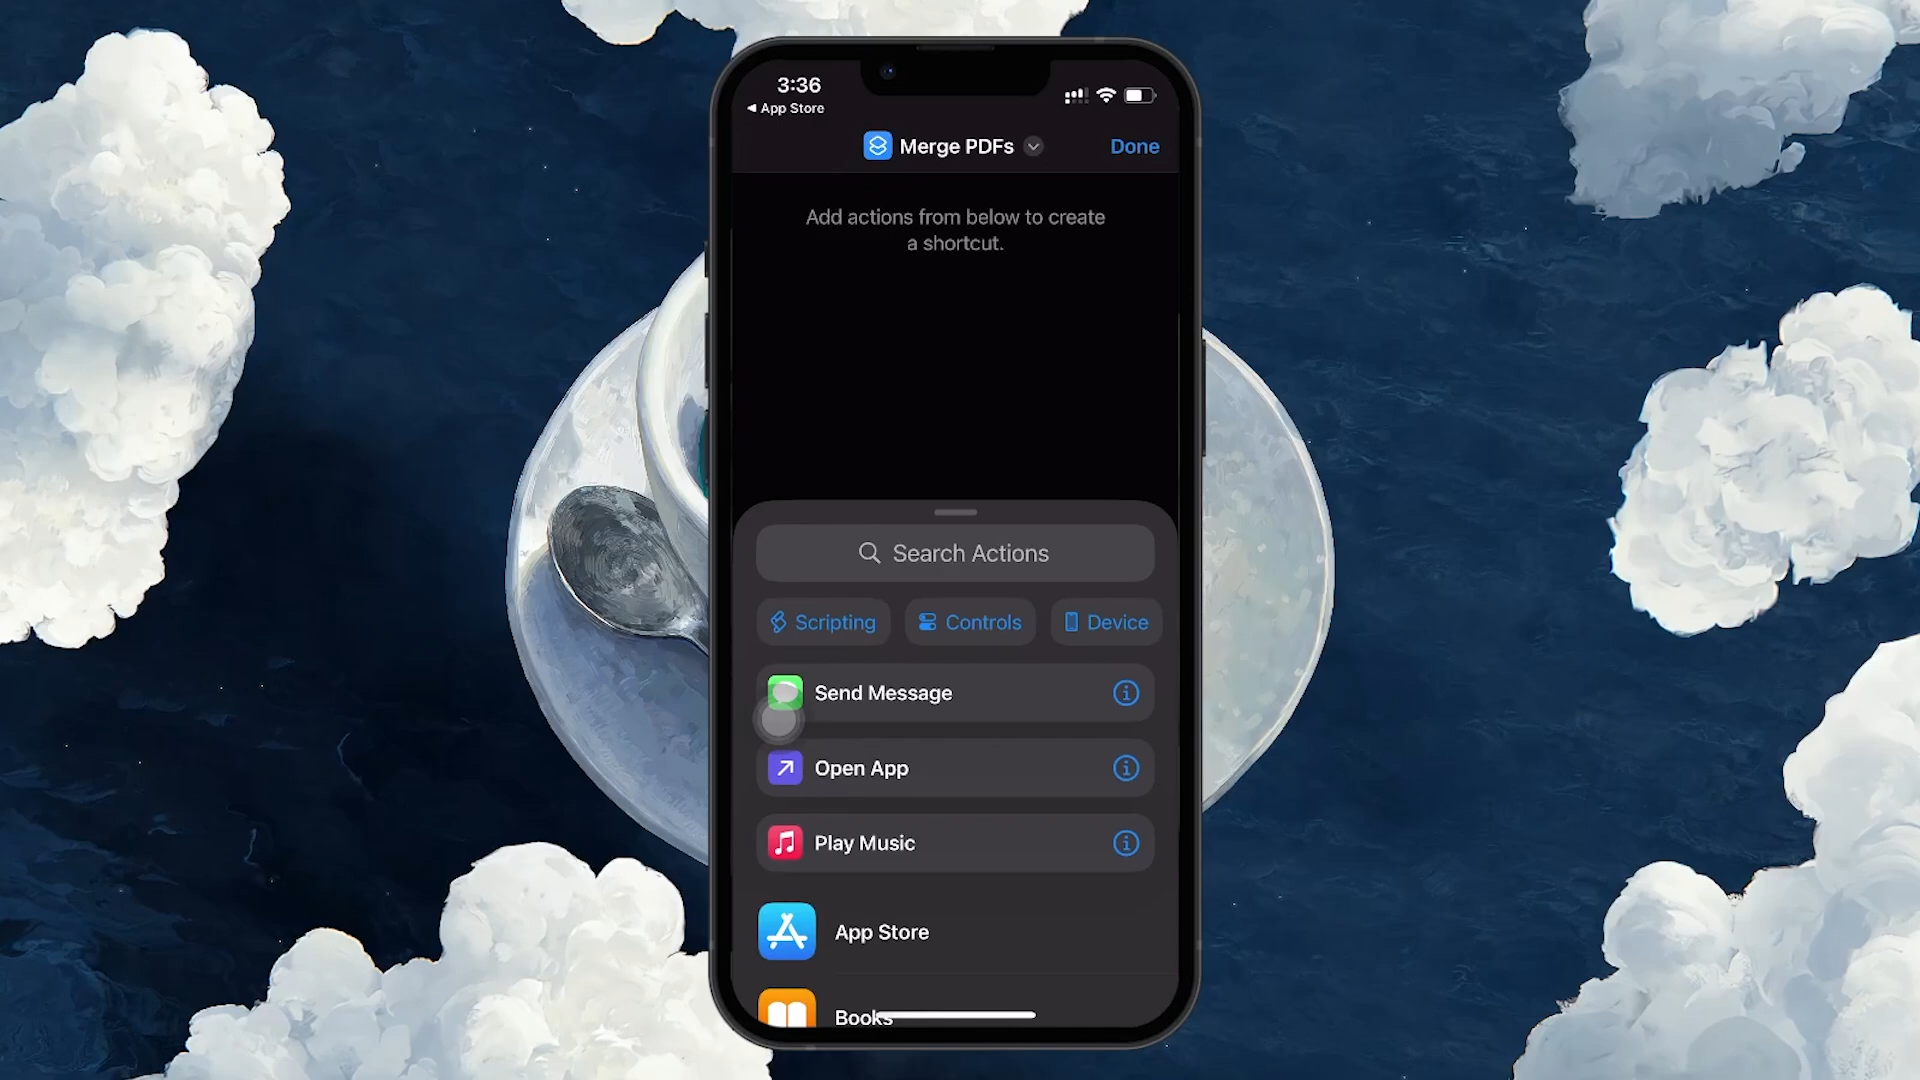 3:36
◀ App Store
Merge PDFs
Done
Add actions from below to create
a shortcut.
Search Actions
Scripting
Controls
Device
Send Message
Open App
Play Music
App Store
Books